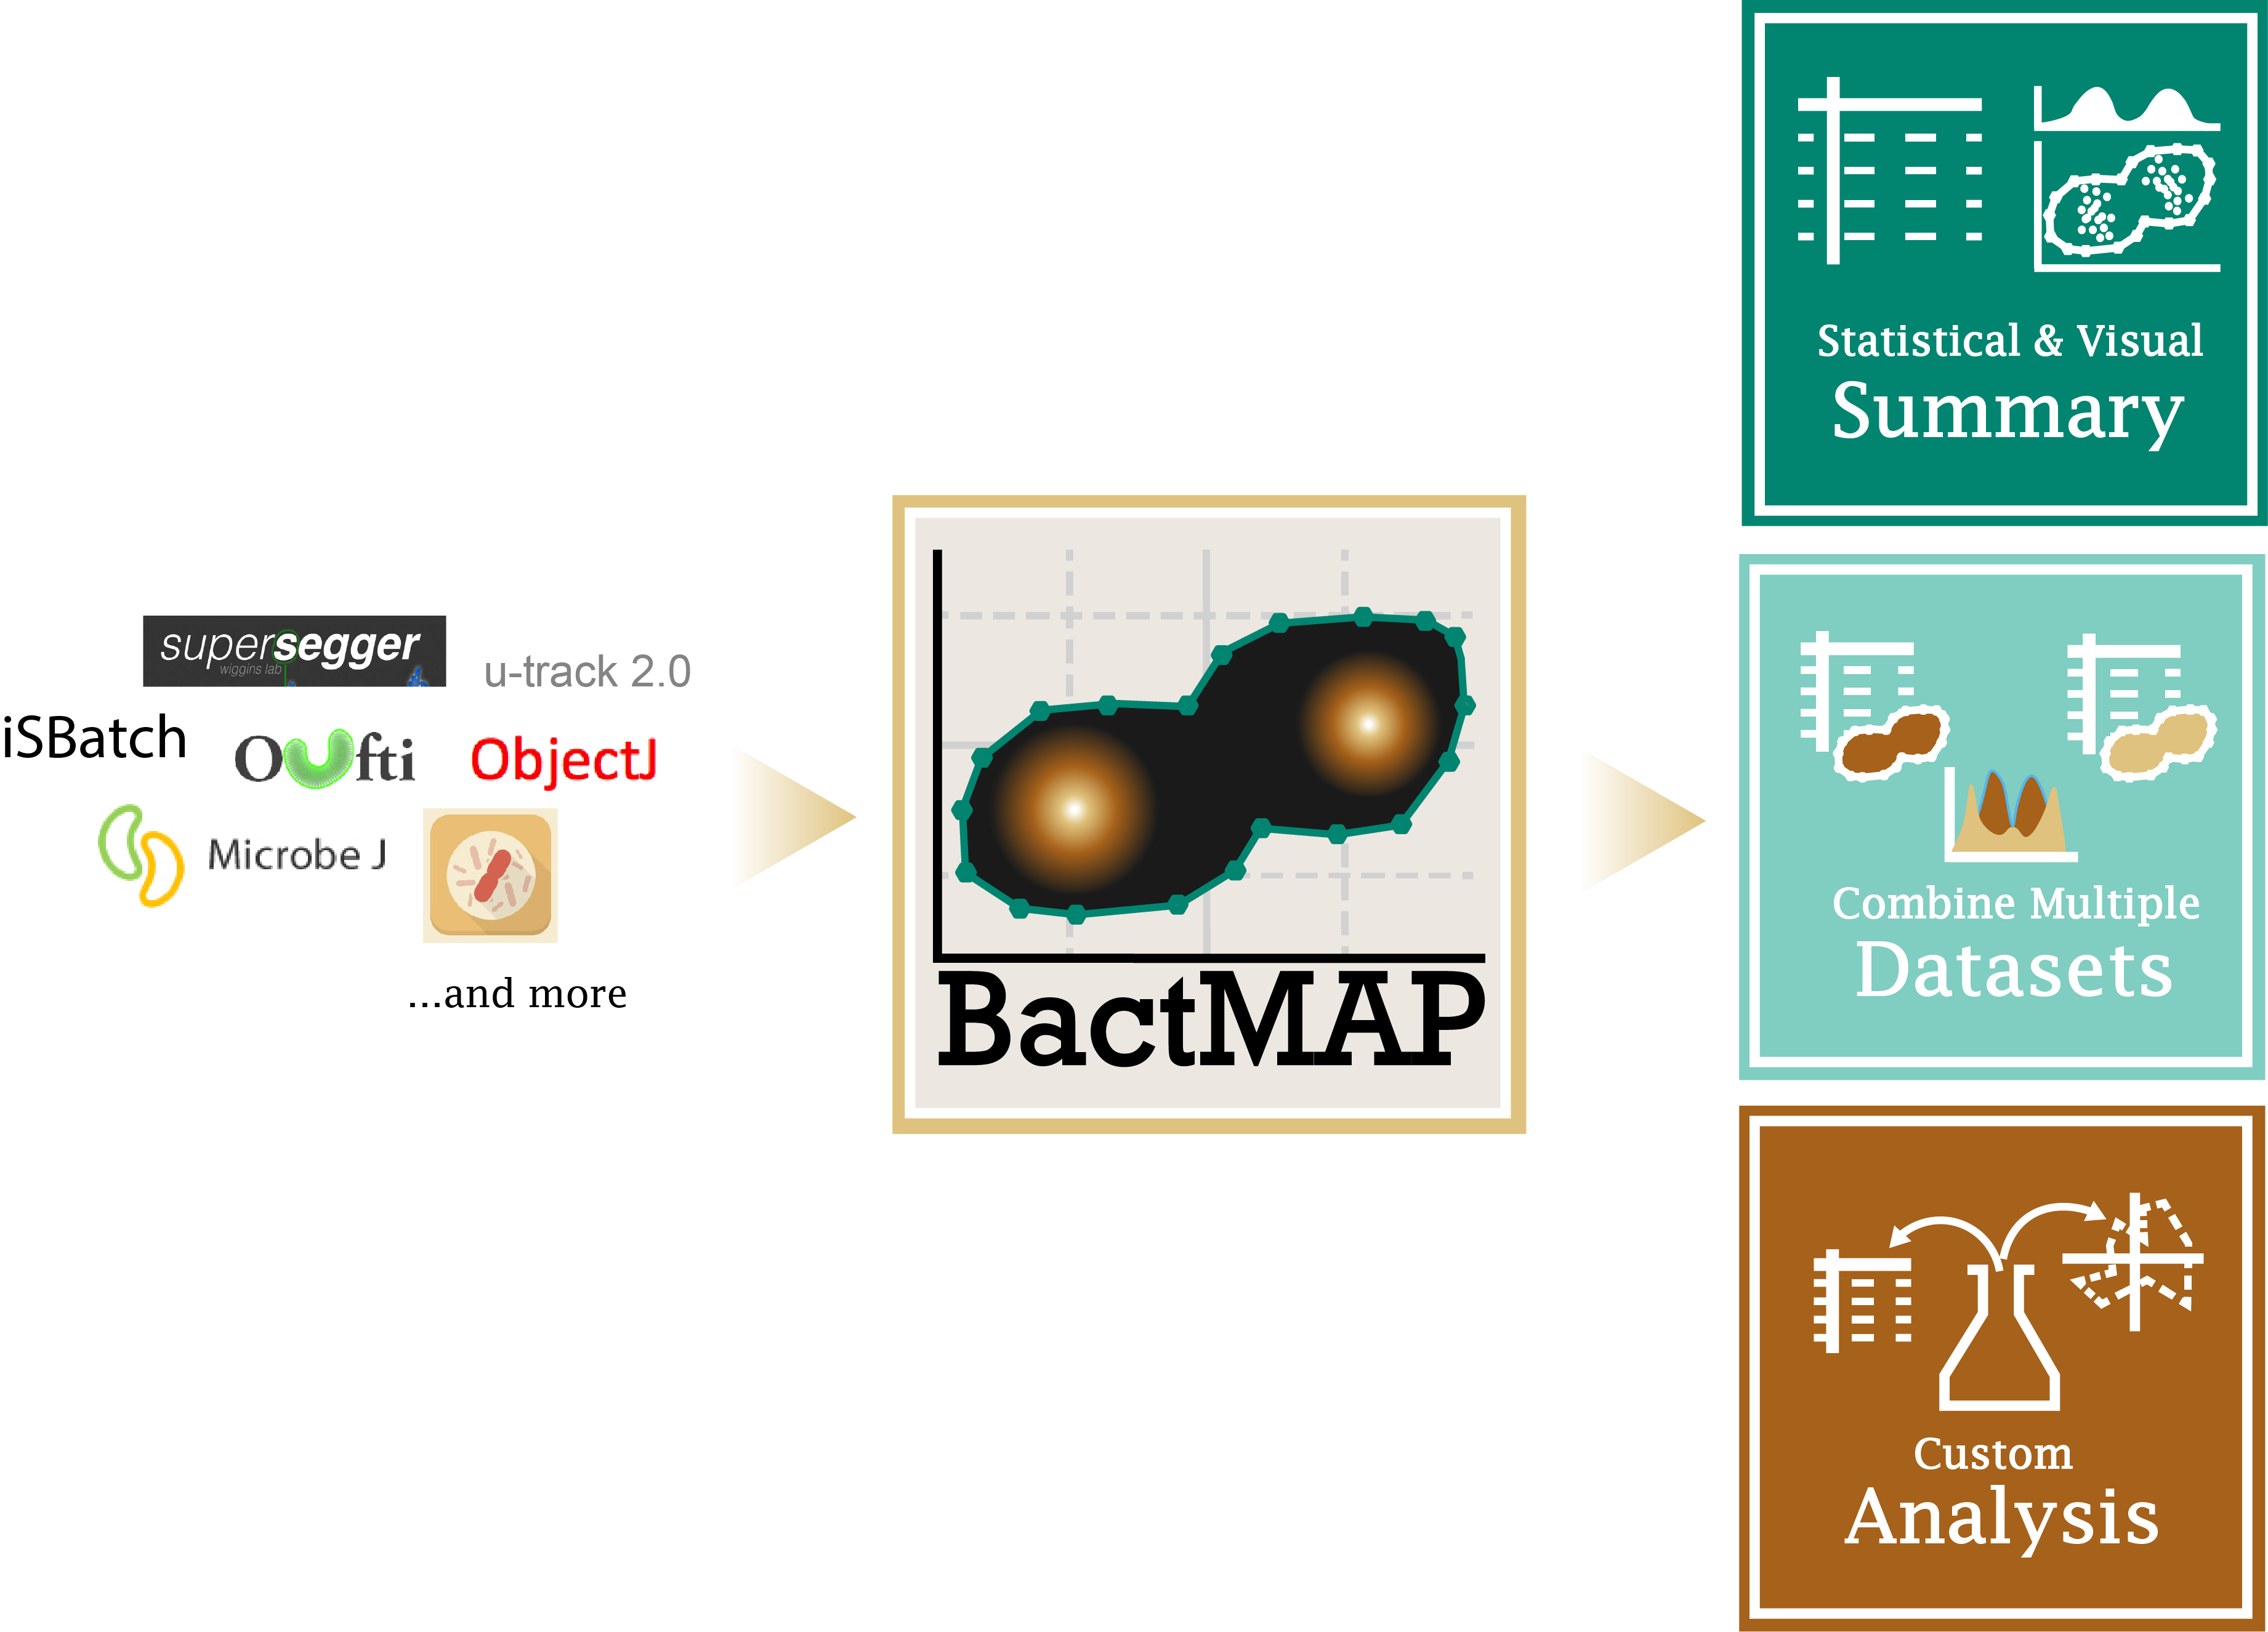 supersegger
wiggins lab
u-track 2.0
iSBatch
Oufti
ObjectJ
Microbe J
...and more
BactMAP
Statistical & Visual
Summary
Combine Multiple
Datasets
Custom
Analysis